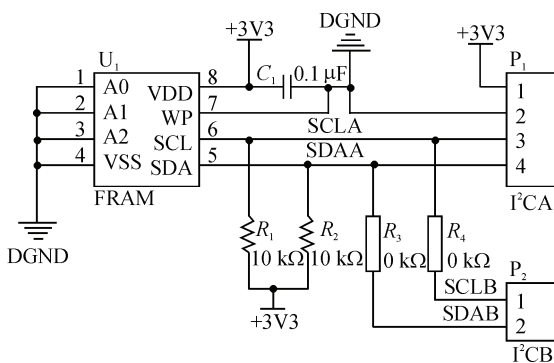 DGND
+3V3
+3V3
U₁
C₁
0.1 μF
P₁
1
A0
VDD
8
1
2
A1
WP
7
2
SCLA
3
A2
SCL
6
3
SDAA
4
VSS
SDA
5
4
FRAM
I²CA
R₁
R₂
R₃
R₄
10 kΩ
10 kΩ
0 kΩ
0 kΩ
P₂
DGND
SCLB
1
+3V3
SDAB
2
I²CB